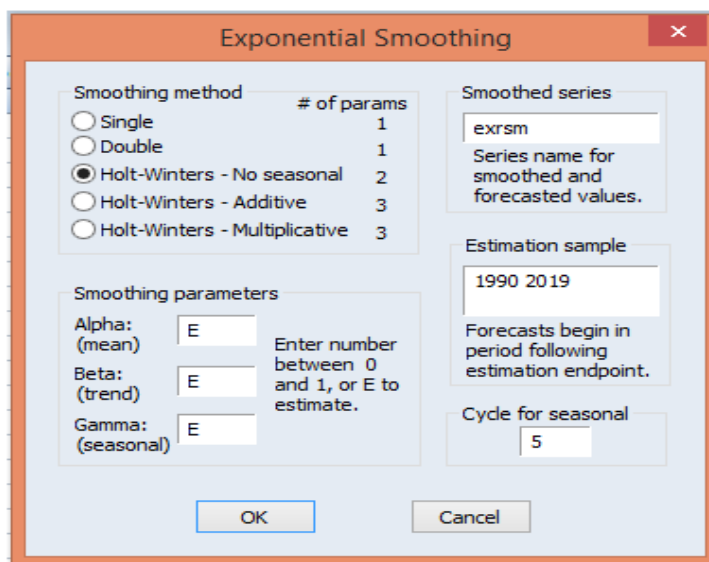 Exponential Smoothing
×
Smoothing method
# of params
Single 1
Double 1
Holt-Winters - No seasonal 2
Holt-Winters - Additive 3
Holt-Winters - Multiplicative 3
Smoothing parameters
Alpha:
(mean)
E
Beta:
(trend)
E
Gamma:
(seasonal)
E
Enter number
between 0
and 1, or E to
estimate.
Smoothed series
exrsm
Series name for
smoothed and
forecasted values.
Estimation sample
1990 2019
Forecasts begin in
period following
estimation endpoint.
Cycle for seasonal
5
OK
Cancel